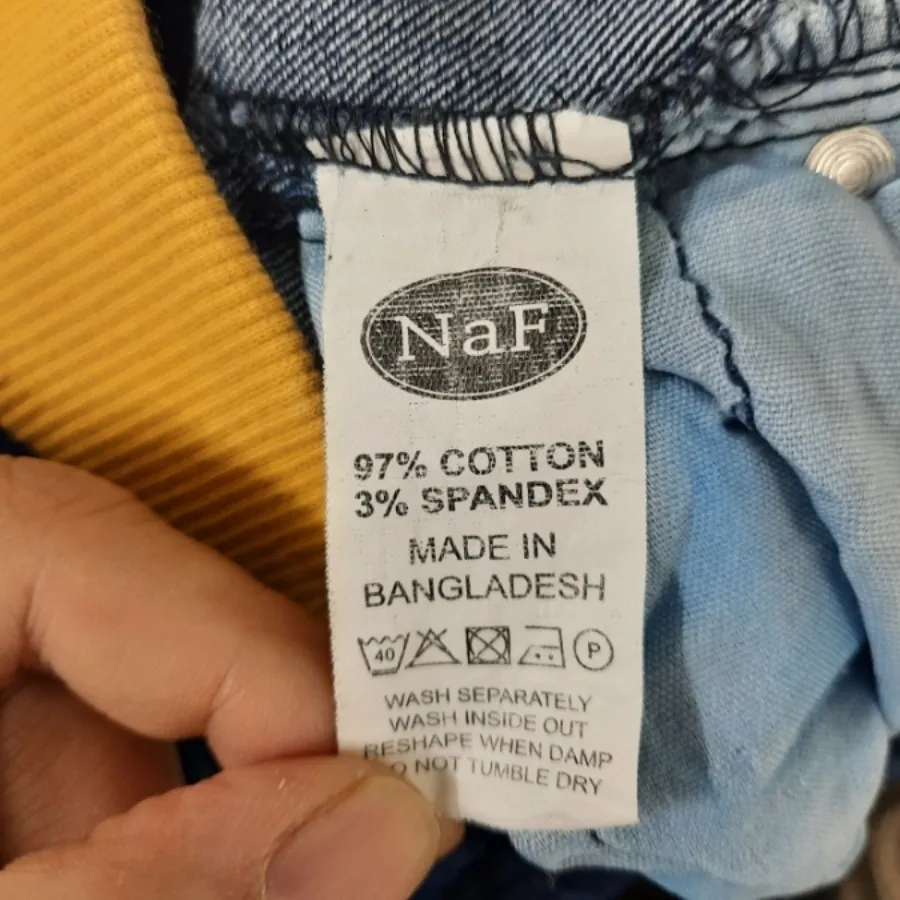 NaF
97% COTTON
3% SPANDEX
MADE IN
BANGLADESH
40 P
WASH SEPARATELY
WASH INSIDE OUT
RESHAPE WHEN DAMP
DO NOT TUMBLE DRY